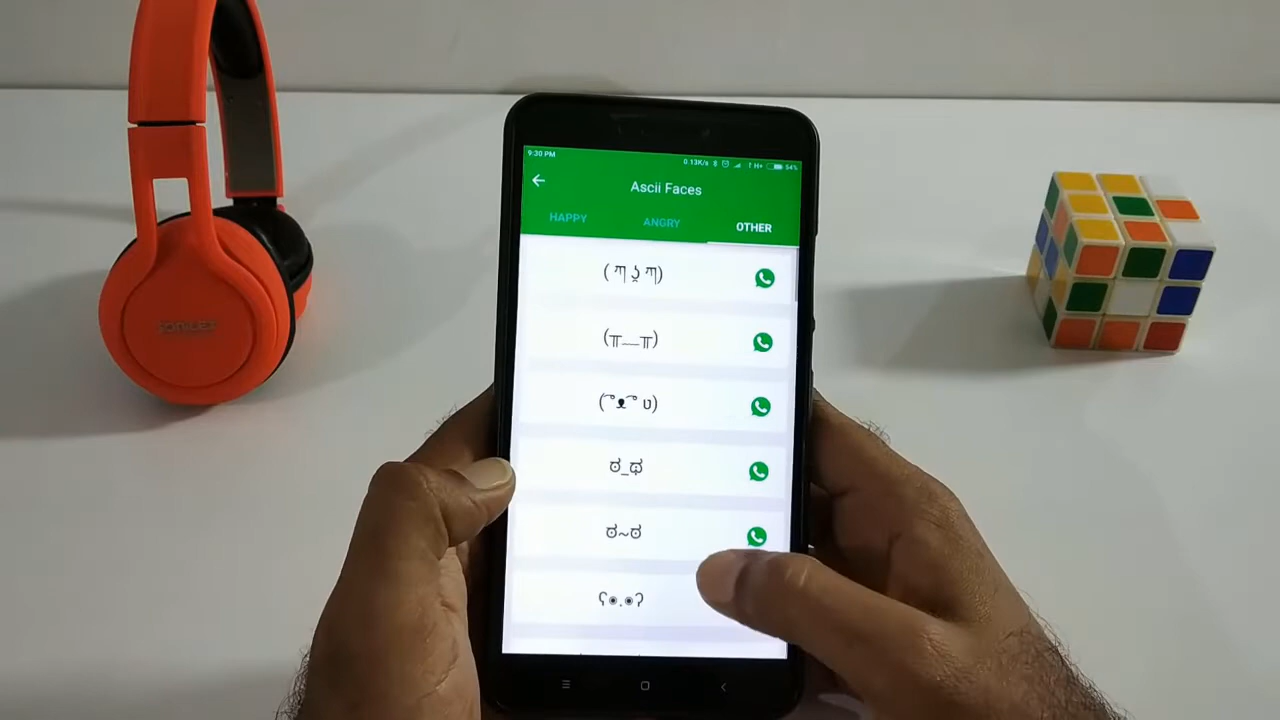 9:30 PM 0.13K/s H+ 54%
Ascii Faces
HAPPY ANGRY OTHER
( ཀ ʖ̯ ཀ)
(╥﹏╥)
( ͡°ᴥ ͡° ʋ)
ಠ_ಥ
ಠ~ಠ
ʕ◉.◉ʔ